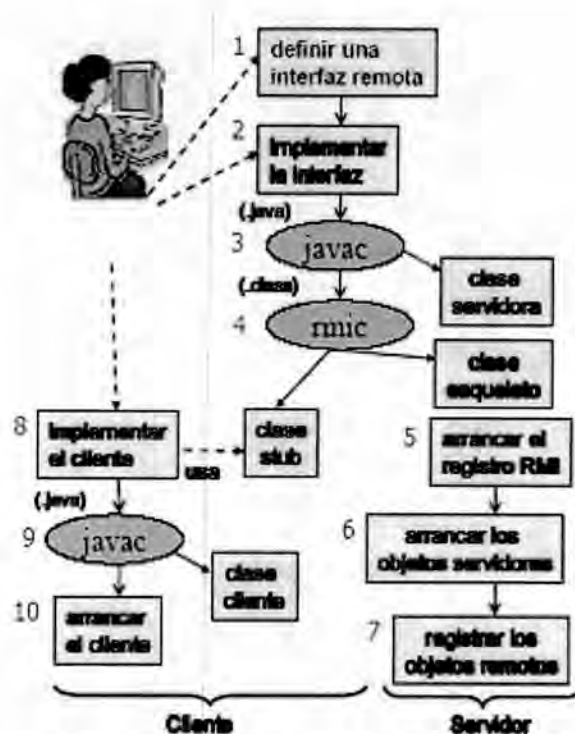 1
definir una
interfaz remota
2
Implementar
la interfaz
(.java)
3
javac
clase
servidora
(.class)
4
rmic
clase
esqueleto
8
Implementar
el cliente
usa
clase
stub
5
arrancar el
registro RMI
(.java)
9
javac
clase
cliente
6
arrancar los
objetos servidores
10
arrancar
el cliente
7
registrar los
objetos remotos
Cliente
Servidor